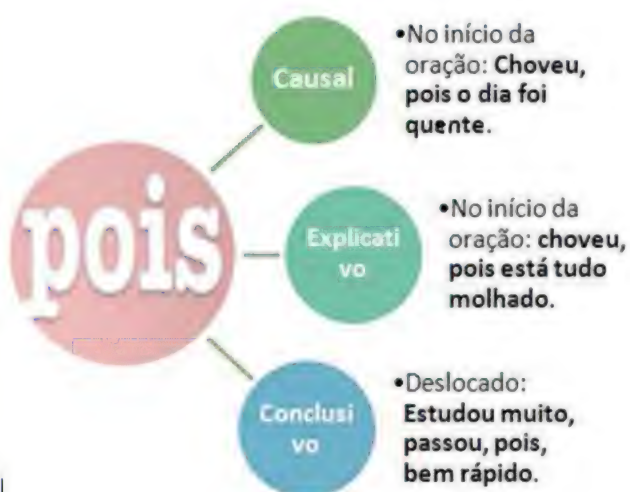 pois
Causal
•No início da
oração: Choveu,
pois o dia foi
quente.
Explicati
vo
•No início da
oração: choveu,
pois está tudo
molhado.
Conclusi
vo
•Deslocado:
Estudou muito,
passou, pois,
bem rápido.